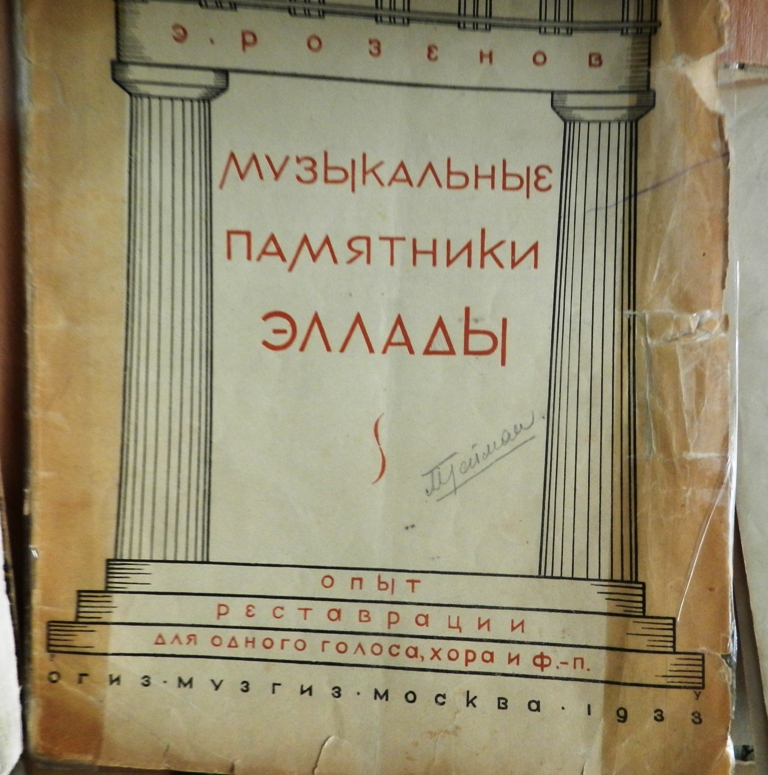 Э. РОЗЕНОВ
МУЗЫКАЛЬНЫЕ
ПАМЯТНИКИ
ЭЛЛАДЫ
ОПЫТ
РЕСТАВРАЦИИ
ДЛЯ ОДНОГО ГОЛОСА, ХОРА И Ф.-П.
ОГИЗ·МУЗГИЗ·МОСКВА·1933